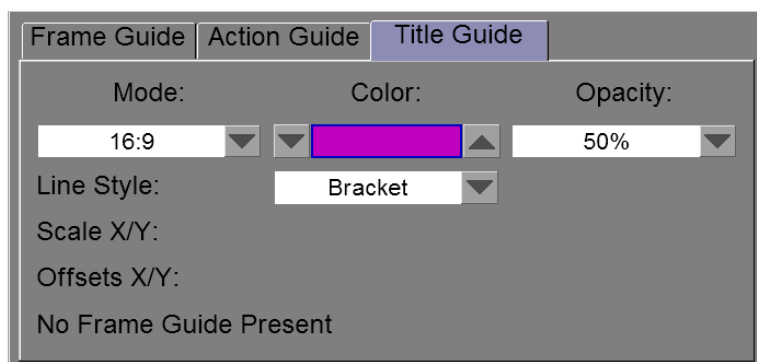 Frame Guide Action Guide Title Guide
Mode: Color: Opacity:
16:9 50%
Line Style: Bracket
Scale X/Y:
Offsets X/Y:
No Frame Guide Present